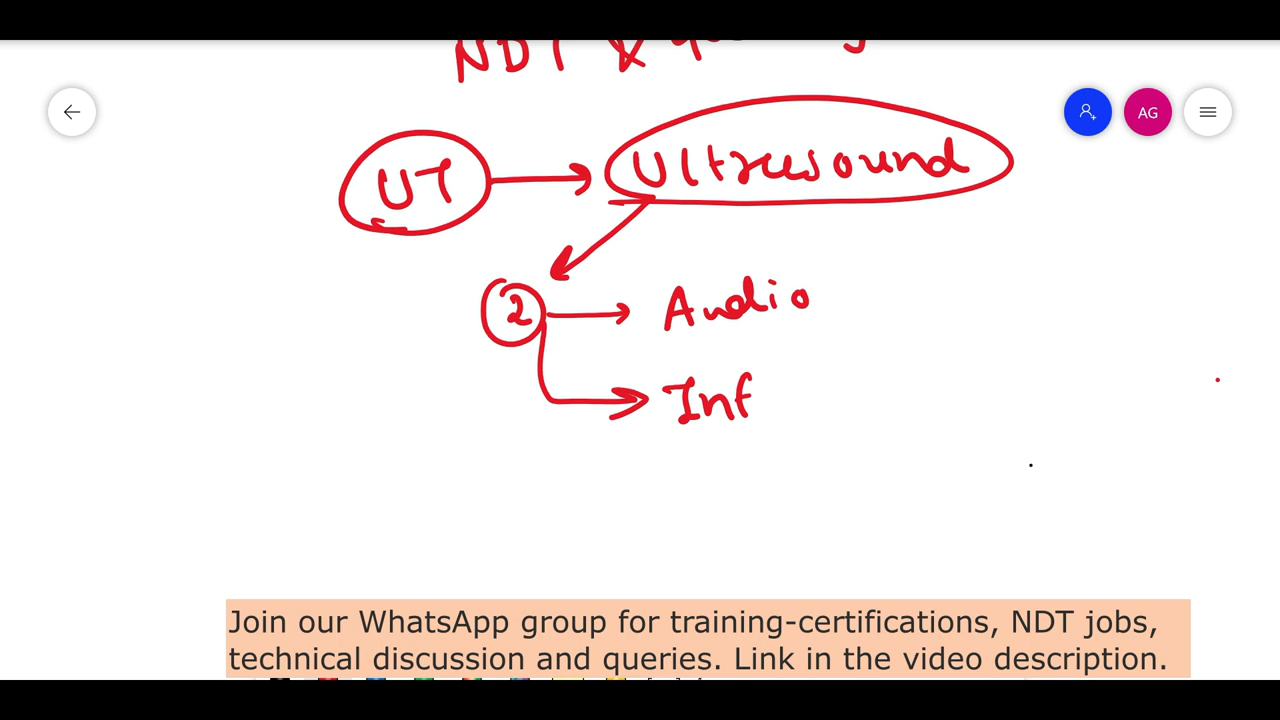 NDT &
UT Ultrasound
AG
2 Audio
Inf
Join our WhatsApp group for training-certifications, NDT jobs,
technical discussion and queries. Link in the video description.